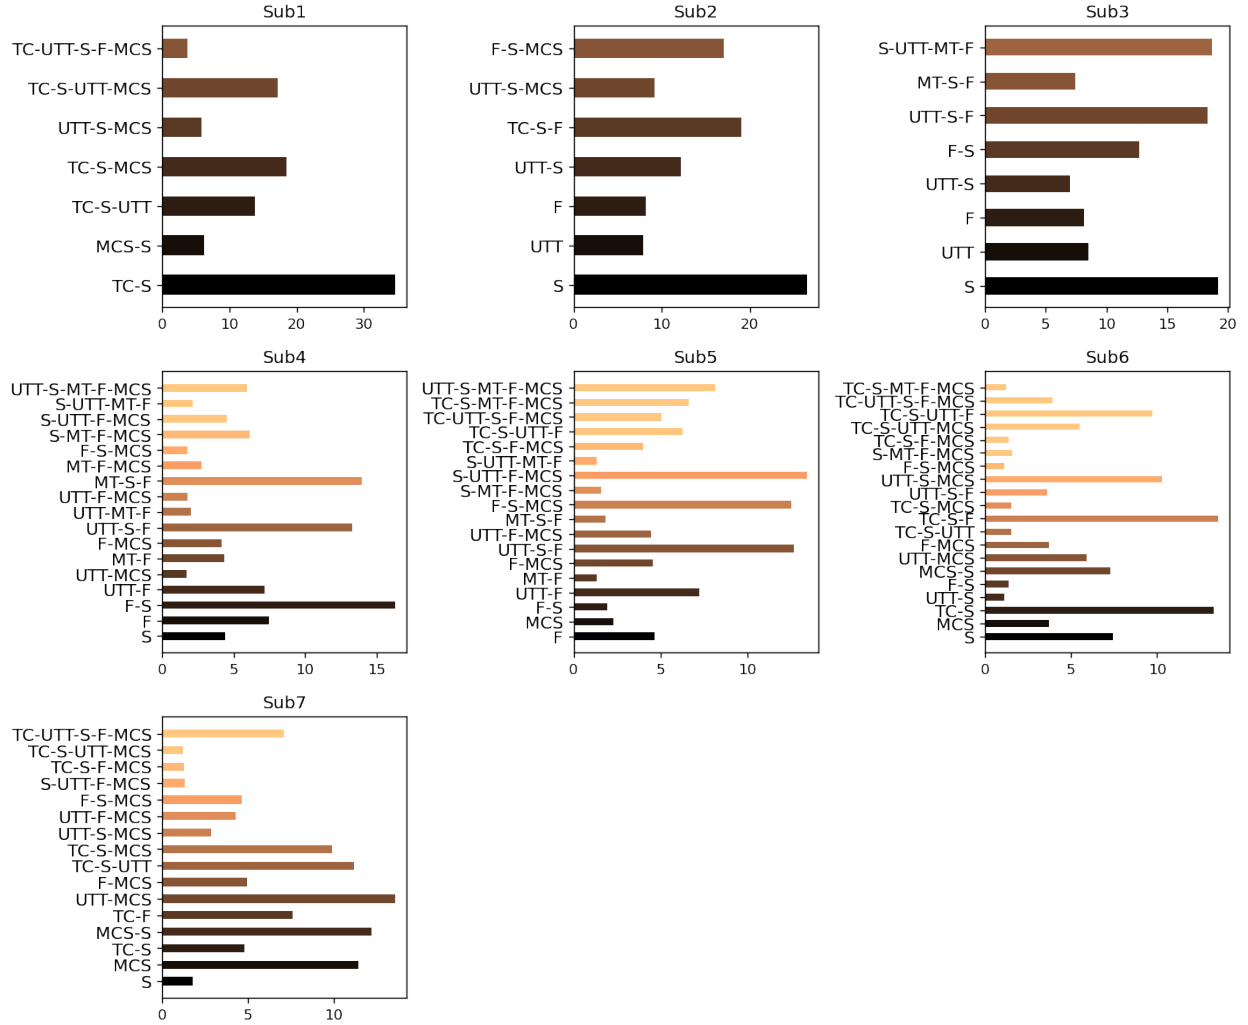 Sub1
TC-UTT-S-F-MCS
TC-S-UTT-MCS
UTT-S-MCS
TC-S-MCS
TC-S-UTT
MCS-S
TC-S
0 10 20 30
Sub2
F-S-MCS
UTT-S-MCS
TC-S-F
UTT-S
F
UTT
S
0 10 20
Sub3
S-UTT-MT-F
MT-S-F
UTT-S-F
F-S
UTT-S
F
UTT
S
0 5 10 15 20
Sub4
UTT-S-MT-F-MCS
S-UTT-MT-F
S-UTT-F-MCS
S-MT-F-MCS
F-S-MCS
MT-F-MCS
MT-S-F
UTT-F-MCS
UTT-MT-F
UTT-S-F
F-MCS
MT-F
UTT-MCS
UTT-F
F-S
F
S
0 5 10 15
Sub5
UTT-S-MT-F-MCS
TC-S-MT-F-MCS
TC-UTT-S-F-MCS
TC-S-UTT-F
TC-S-F-MCS
S-UTT-MT-F
S-UTT-F-MCS
S-MT-F-MCS
F-S-MCS
MT-S-F
UTT-F-MCS
UTT-S-F
F-MCS
MT-F
UTT-F
F-S
MCS
F
0 5 10
Sub6
TC-S-MT-F-MCS
TC-UTT-S-F-MCS
TC-S-UTT-F
TC-S-UTT-MCS
TC-S-F-MCS
S-MT-F-MCS
F-S-MCS
UTT-S-MCS
UTT-S-F
TC-S-MCS
TC-S-F
TC-S-UTT
F-MCS
UTT-MCS
MCS-S
F-S
UTT-S
TC-S
MCS
S
0 5 10
Sub7
TC-UTT-S-F-MCS
TC-S-UTT-MCS
TC-S-F-MCS
S-UTT-F-MCS
F-S-MCS
UTT-F-MCS
UTT-S-MCS
TC-S-MCS
TC-S-UTT
F-MCS
UTT-MCS
TC-F
MCS-S
TC-S
MCS
S
0 5 10